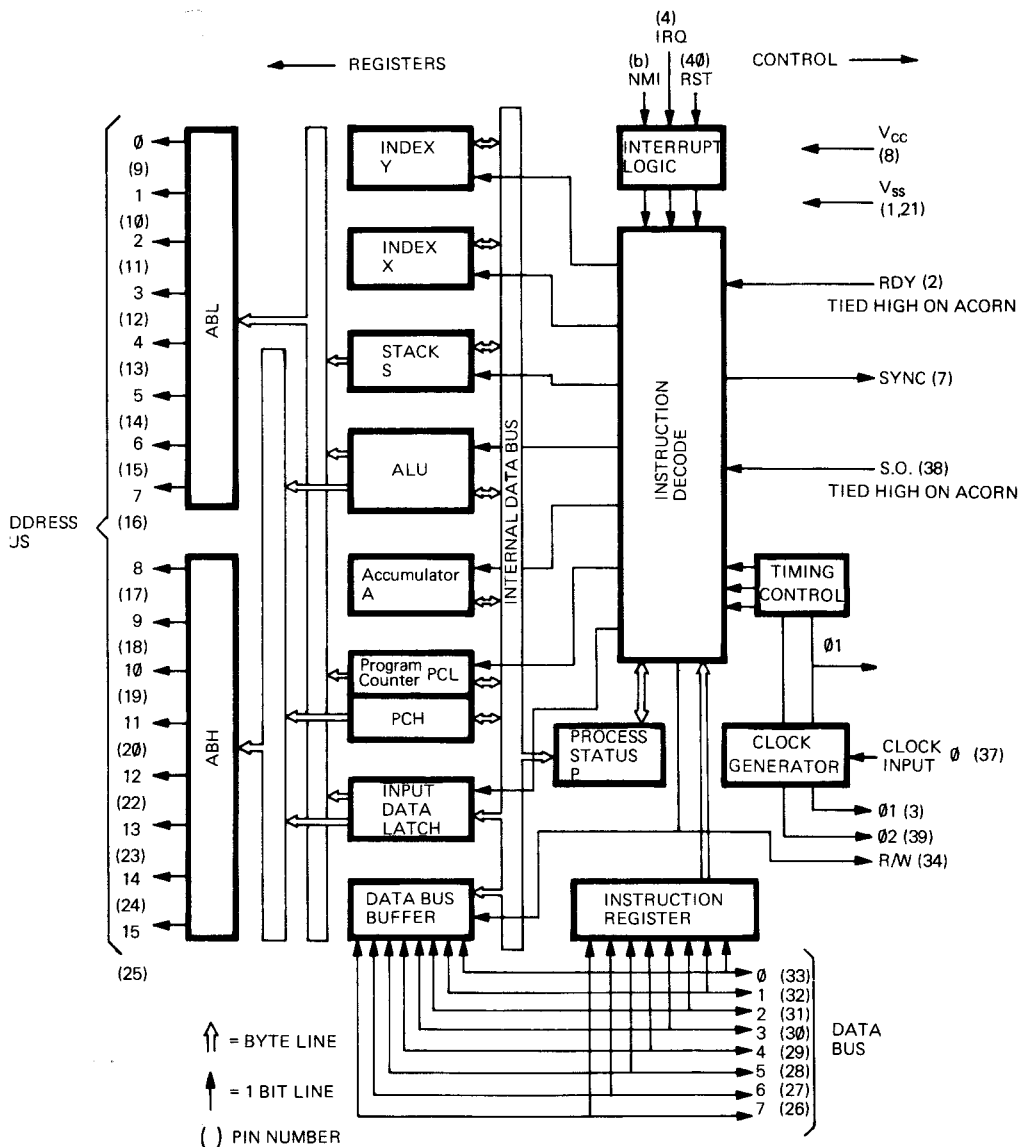 (4)
IRQ
← REGISTERS
(b)
NMI
(4Ø)
RST
CONTROL →
INDEX
Y
INTERRUPT
LOGIC
VCC
(8)
VSS
(1,21)
INDEX
X
STACK
S
ALU
Accumulator
A
Program
Counter PCL
PCH
INPUT
DATA
LATCH
DATA BUS
BUFFER
INTERNAL DATA BUS
INSTRUCTION
DECODE
RDY (2)
TIED HIGH ON ACORN
SYNC (7)
S.O. (38)
TIED HIGH ON ACORN
TIMING
CONTROL
Ø1
PROCESS
STATUS
P
CLOCK
GENERATOR
CLOCK
INPUT
Ø (37)
Ø1 (3)
Ø2 (39)
R/W (34)
INSTRUCTION
REGISTER
DDRESS
US
ABL
ABH
Ø
(9)
1
(1Ø)
2
(11)
3
(12)
4
(13)
5
(14)
6
(15)
7
(16)
8
(17)
9
(18)
1Ø
(19)
11
(2Ø)
12
(22)
13
(23)
14
(24)
15
(25)
Ø (33)
1 (32)
2 (31)
3 (3Ø)
4 (29)
5 (28)
6 (27)
7 (26)
DATA
BUS
= BYTE LINE
= 1 BIT LINE
( ) PIN NUMBER